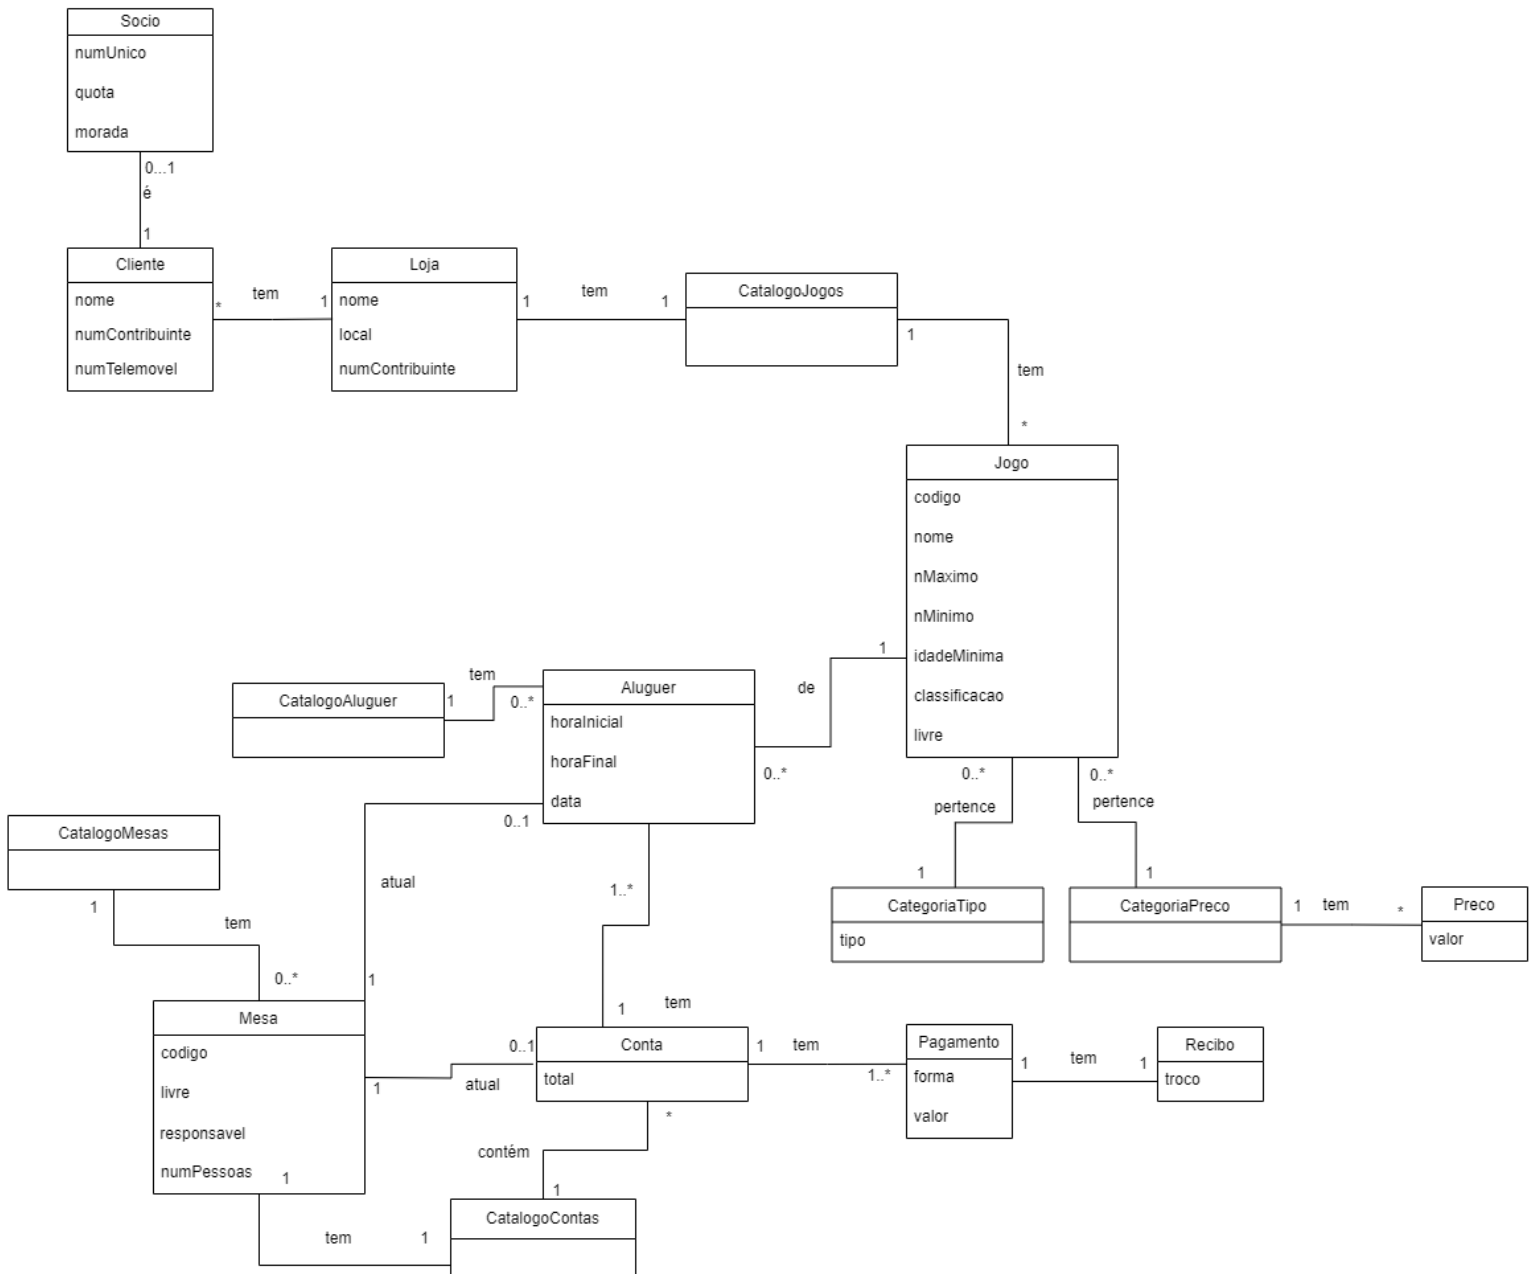 Socio
numUnico
quota
morada
0...1
é
1
Cliente
nome
numContribuinte
numTelemovel
*
tem
1
Loja
nome
local
numContribuinte
1
tem
1
CatalogoJogos
1
tem
*
Jogo
codigo
nome
nMaximo
nMinimo
idadeMinima
classificacao
livre
1
de
0..*
CatalogoAluguer
1
tem
0..*
Aluguer
horaInicial
horaFinal
data
0..1
atual
1
1..*
1
tem
0..*
pertence
1
CategoriaTipo
tipo
0..*
pertence
1
CategoriaPreco
1
tem
*
Preco
valor
CatalogoMesas
1
tem
0..*
Mesa
codigo
livre
responsavel
numPessoas
1
atual
0..1
Conta
total
1
tem
1..*
Pagamento
forma
valor
1
tem
1
Recibo
troco
*
contém
1
CatalogoContas
1
tem
1